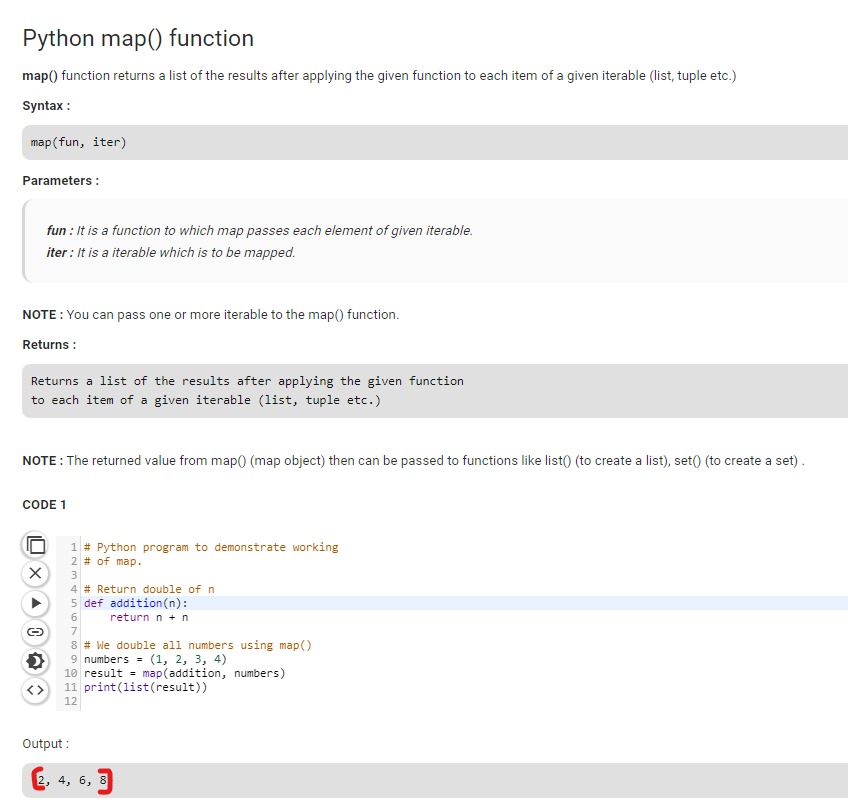 Python map() function
map() function returns a list of the results after applying the given function to each item of a given iterable (list, tuple etc.)
Syntax :
map(fun, iter)
Parameters :
fun : It is a function to which map passes each element of given iterable.
iter : It is a iterable which is to be mapped.
NOTE : You can pass one or more iterable to the map() function.
Returns :
Returns a list of the results after applying the given function
to each item of a given iterable (list, tuple etc.)
NOTE : The returned value from map() (map object) then can be passed to functions like list() (to create a list), set() (to create a set) .
CODE 1
1 # Python program to demonstrate working
2 # of map.
3
4 # Return double of n
5 def addition(n):
6     return n + n
7
8 # We double all numbers using map()
9 numbers = (1, 2, 3, 4)
10 result = map(addition, numbers)
11 print(list(result))
12
Output :
[2, 4, 6, 8]